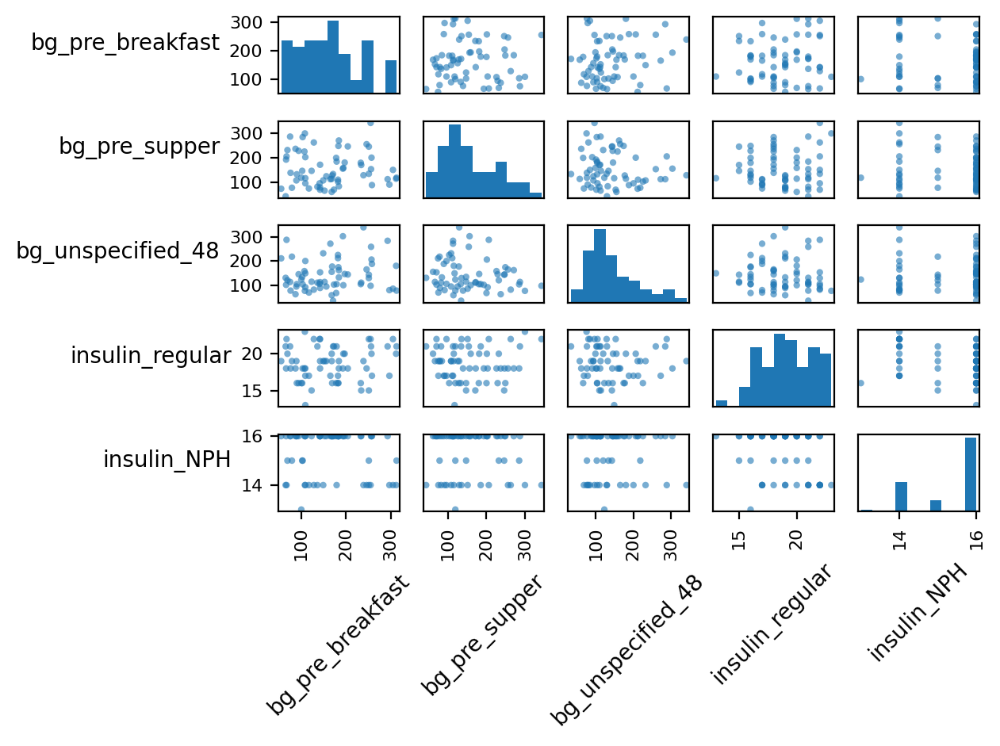 bg_pre_breakfast
300
200
100
bg_pre_supper
300
200
100
bg_unspecified_48
300
200
100
insulin_regular
20
15
insulin_NPH
16
14
100 200 300 100 200 300 100 200 300 15 20 14 16
bg_pre_breakfast bg_pre_supper bg_unspecified_48 insulin_regular insulin_NPH